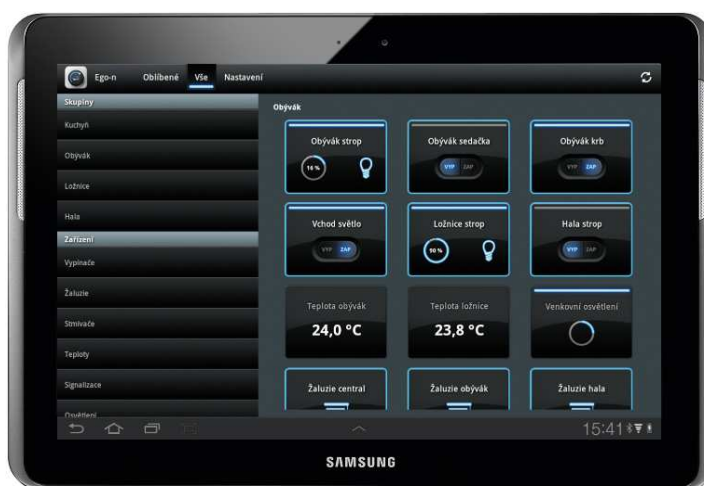 Ego-n Oblíbené Vše Nastavení
Skupiny
Kuchyň
Obývák
Ložnice
Hala
Zařízení
Vypínače
Žaluzie
Stmívače
Teploty
Signalizace
Osvětlení
Obývák
Obývák strop
16 %
Obývák sedačka
VYP ZAP
Obývák krb
VYP ZAP
Vchod světlo
VYP ZAP
Ložnice strop
90 %
Hala strop
VYP ZAP
Teplota obývák
24,0 °C
Teplota ložnice
23,8 °C
Venkovní osvětlení
Žaluzie central
Žaluzie obývák
Žaluzie hala
15:41
SAMSUNG